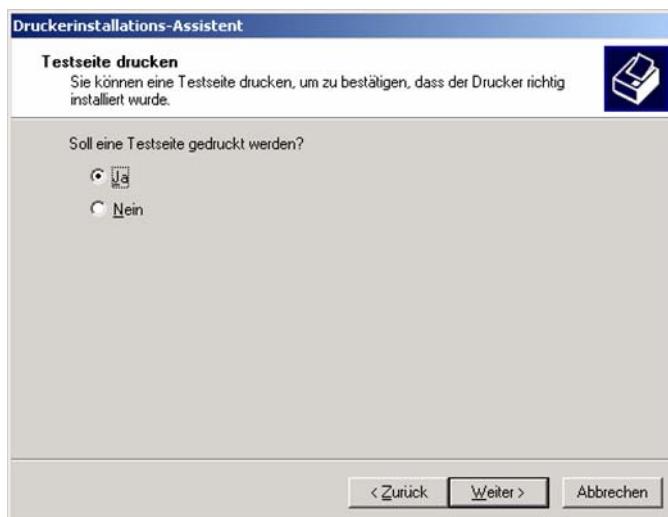 Druckerinstallations-Assistent
Testseite drucken
Sie können eine Testseite drucken, um zu bestätigen, dass der Drucker richtig
installiert wurde.
Soll eine Testseite gedruckt werden?
Ja
Nein
< Zurück Weiter > Abbrechen